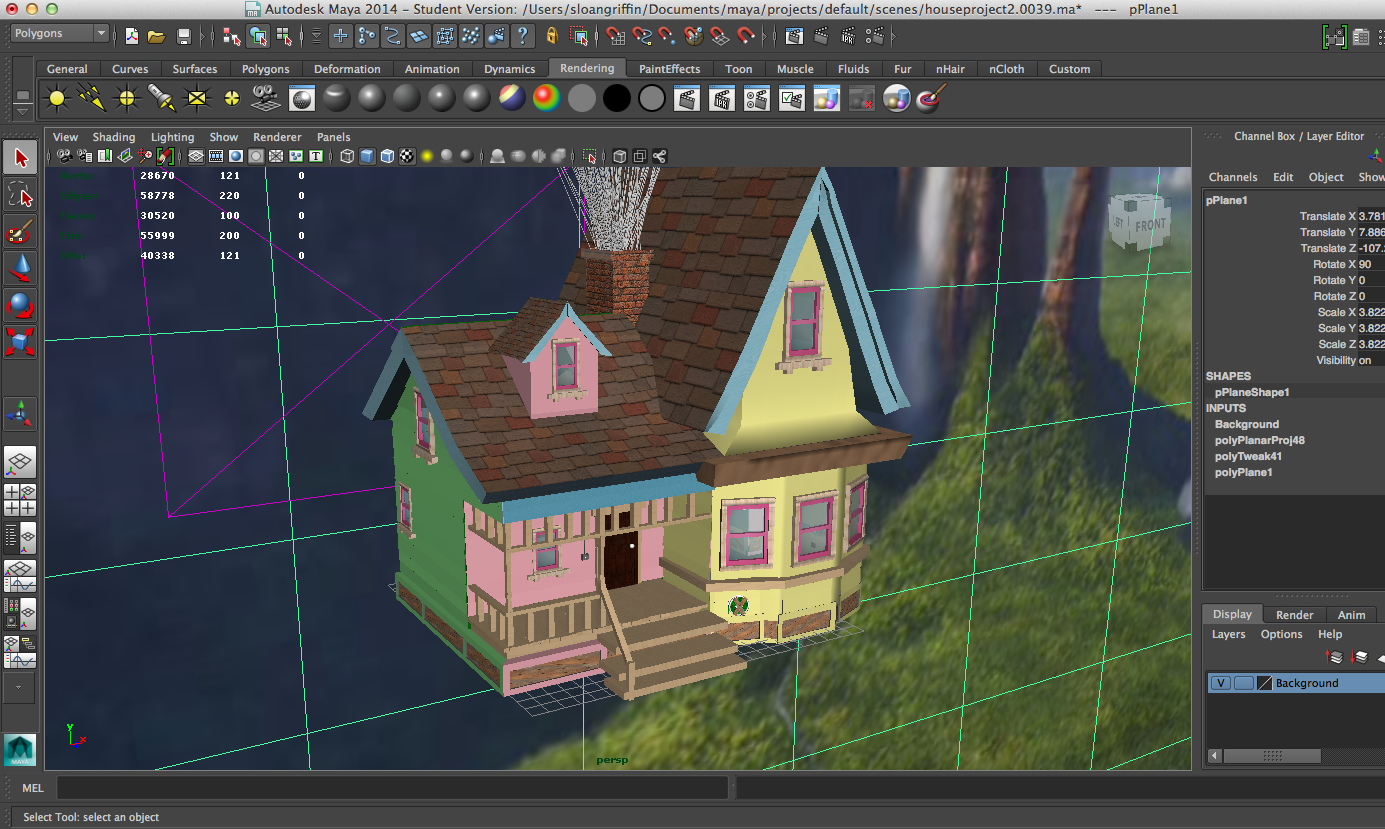 Autodesk Maya 2014 - Student Version: /Users/sloangriffin/Documents/maya/projects/default/scenes/houseproject2.0039.ma* --- pPlane1
Polygons
General Curves Surfaces Polygons Deformation Animation Dynamics Rendering PaintEffects Toon Muscle Fluids Fur nHair nCloth Custom
View Shading Lighting Show Renderer Panels
Channel Box / Layer Editor
Channels Edit Object Show
28670 121 0
58778 220 0
30520 100 0
55999 200 0
40338 121 0
FRONT
pPlane1
Translate X 3.781
Translate Y 7.886
Translate Z -107.
Rotate X 90
Rotate Y 0
Rotate Z 0
Scale X 3.822
Scale Y 3.822
Scale Z 3.822
Visibility on
SHAPES
pPlaneShape1
INPUTS
Background
polyPlanarProj48
polyTweak41
polyPlane1
Display Render Anim
Layers Options Help
V Background
y
x
persp
MAYA
MEL
Select Tool: select an object